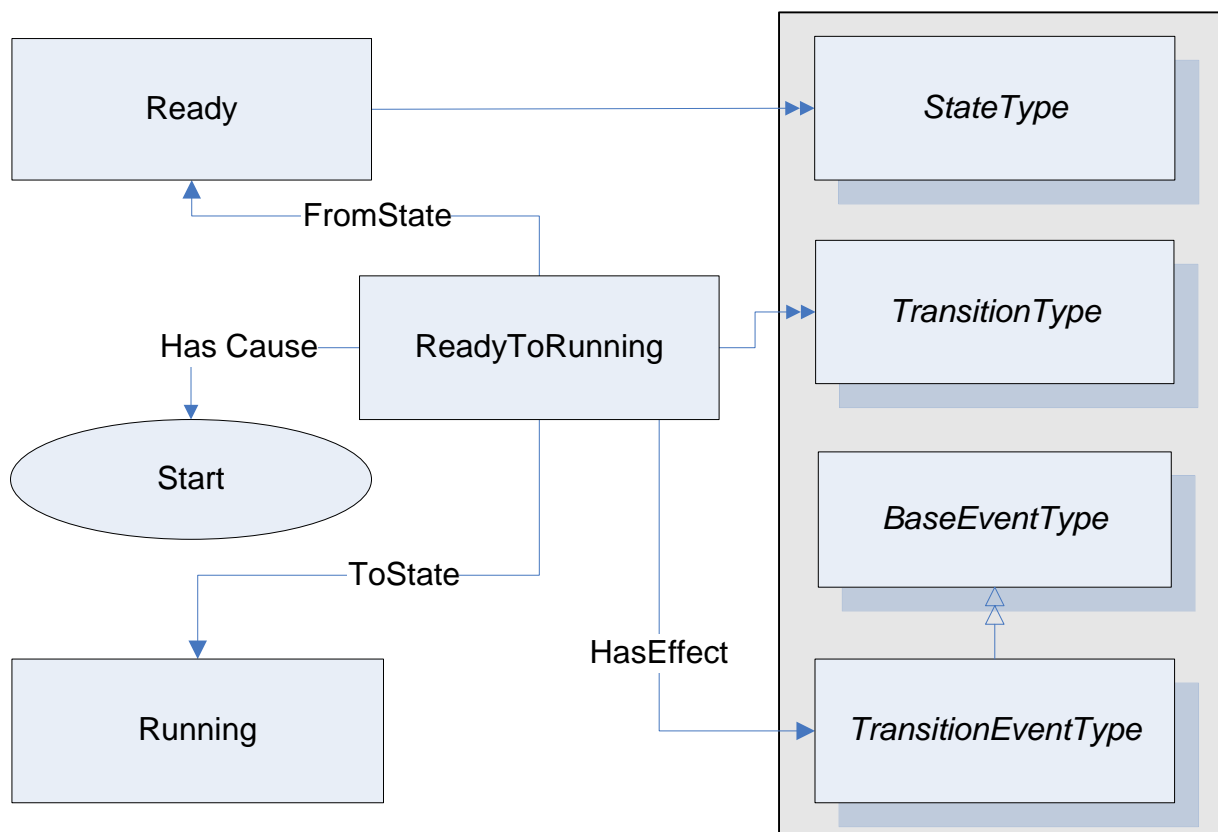 Ready
StateType
FromState
TransitionType
Has Cause
ReadyToRunning
Start
BaseEventType
ToState
HasEffect
Running
TransitionEventType